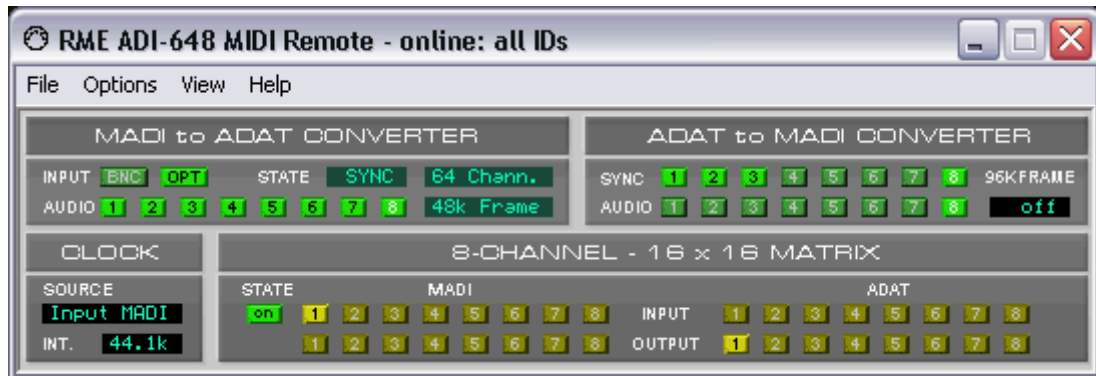 RME ADI-648 MIDI Remote - online: all IDs
File Options View Help
MADI to ADAT CONVERTER
INPUT BNC OPT STATE SYNC 64 Chann.
AUDIO 1 2 3 4 5 6 7 8 48k Frame
ADAT to MADI CONVERTER
SYNC 1 2 3 4 5 6 7 8 96KFRAME
AUDIO 1 2 3 4 5 6 7 8 off
CLOCK
SOURCE
Input MADI
INT. 44.1k
8-CHANNEL - 16 x 16 MATRIX
STATE MADI ADAT
on 1 2 3 4 5 6 7 8 INPUT 1 2 3 4 5 6 7 8
1 2 3 4 5 6 7 8 OUTPUT 1 2 3 4 5 6 7 8